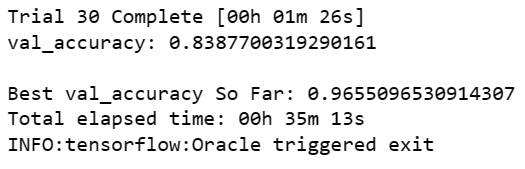 Trial 30 Complete [00h 01m 26s]
val_accuracy: 0.8387700319290161
Best val_accuracy So Far: 0.9655096530914307
Total elapsed time: 00h 35m 13s
INFO:tensorflow:Oracle triggered exit